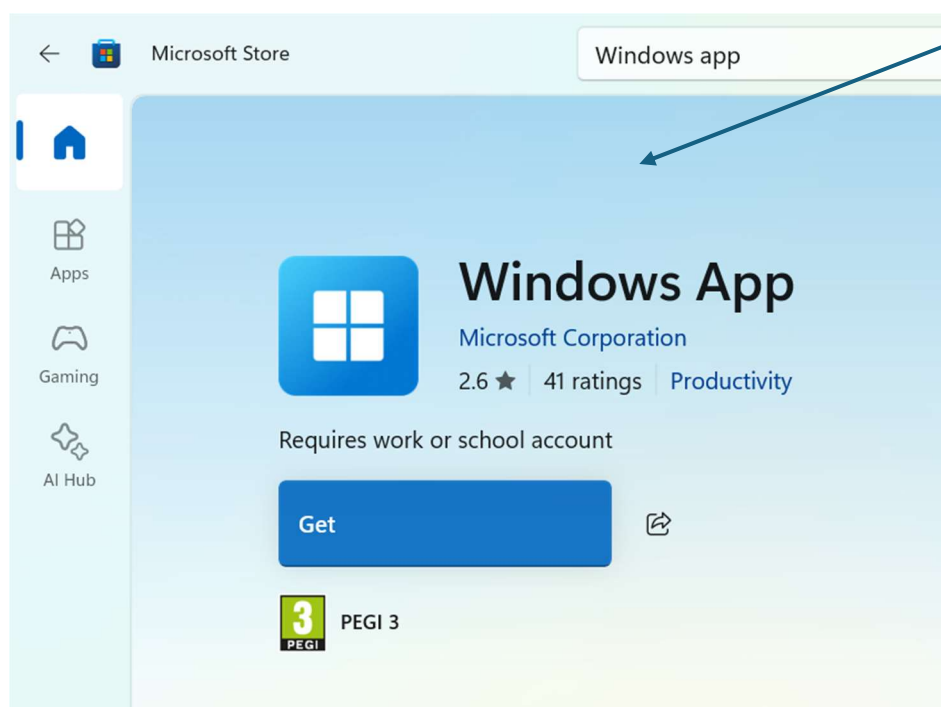 Microsoft Store
Windows app
Windows App
Microsoft Corporation
2.6 ★ 41 ratings Productivity
Apps
Gaming
AI Hub
Requires work or school account
Get
3
PEGI
PEGI 3